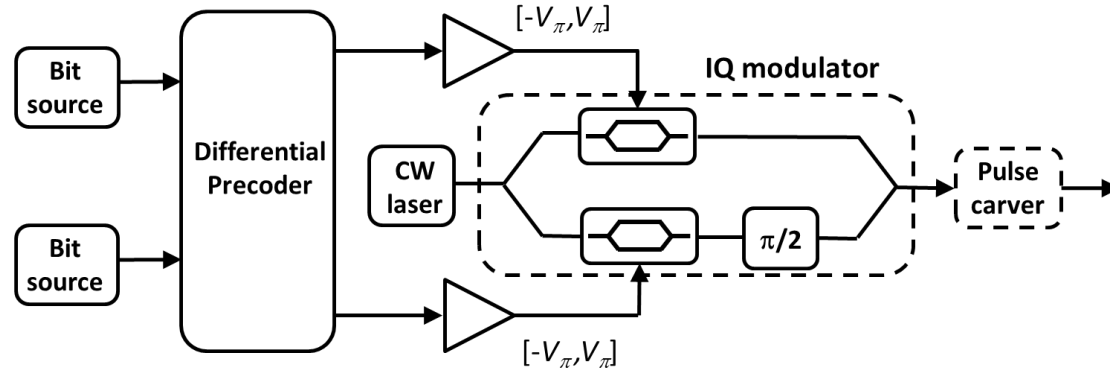 [-Vπ,Vπ]
Bit
source
IQ modulator
Differential
Precoder
CW
laser
Pulse
carver
Bit
source
π/2
[-Vπ,Vπ]